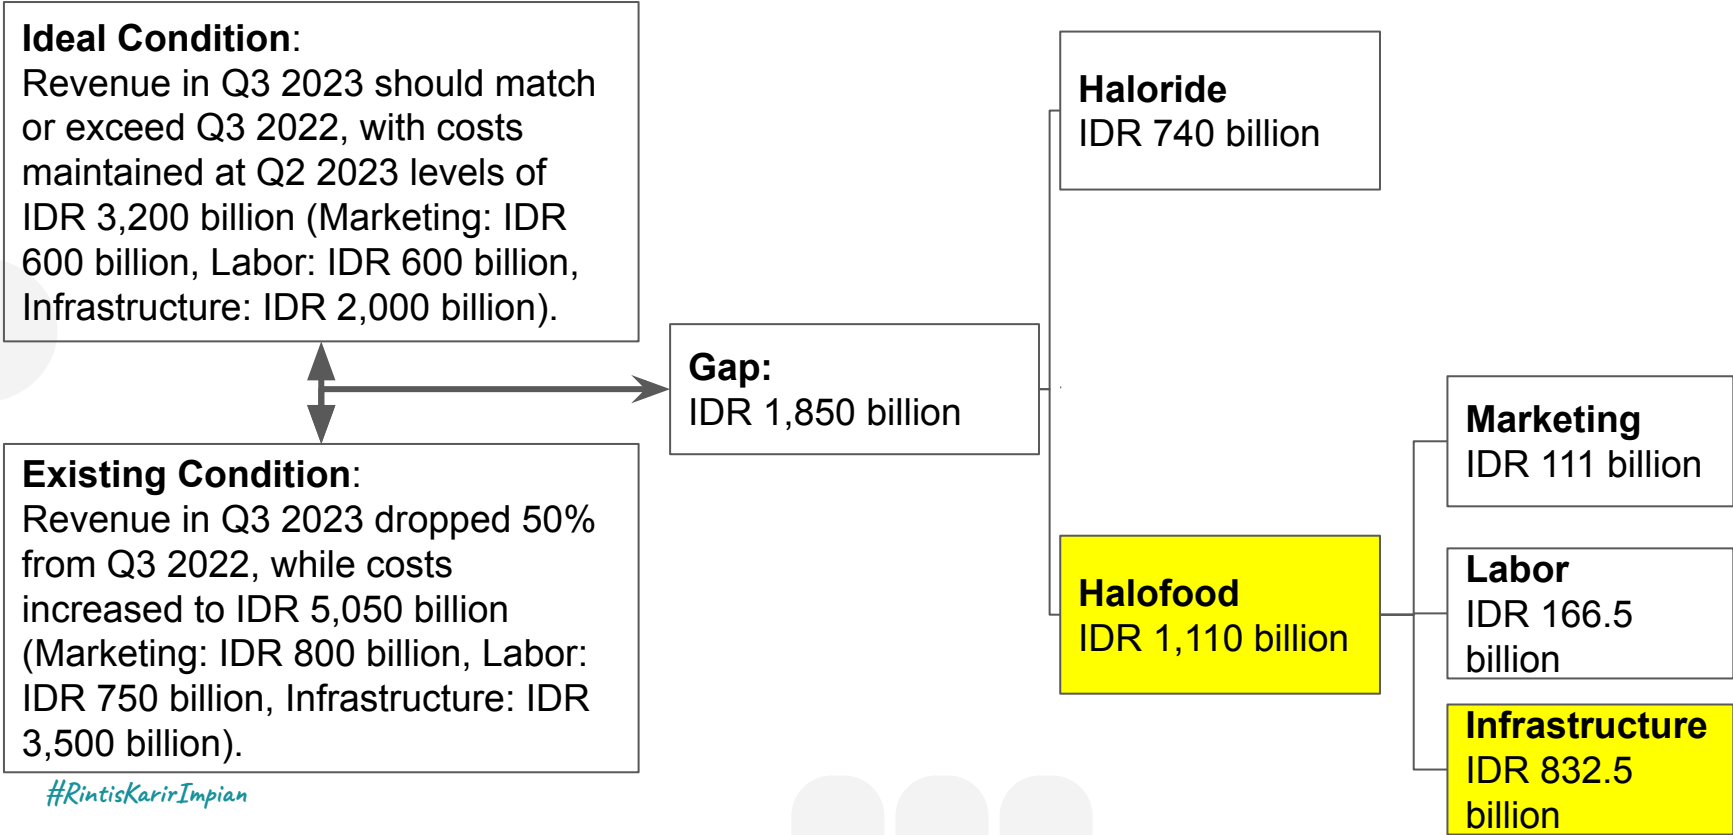 Ideal Condition:
Revenue in Q3 2023 should match
or exceed Q3 2022, with costs
maintained at Q2 2023 levels of
IDR 3,200 billion (Marketing: IDR
600 billion, Labor: IDR 600 billion,
Infrastructure: IDR 2,000 billion).
Existing Condition:
Revenue in Q3 2023 dropped 50%
from Q3 2022, while costs
increased to IDR 5,050 billion
(Marketing: IDR 800 billion, Labor:
IDR 750 billion, Infrastructure: IDR
3,500 billion).
#RintisKarirImpian
Gap:
IDR 1,850 billion
Haloride
IDR 740 billion
Halofood
IDR 1,110 billion
Marketing
IDR 111 billion
Labor
IDR 166.5
billion
Infrastructure
IDR 832.5
billion